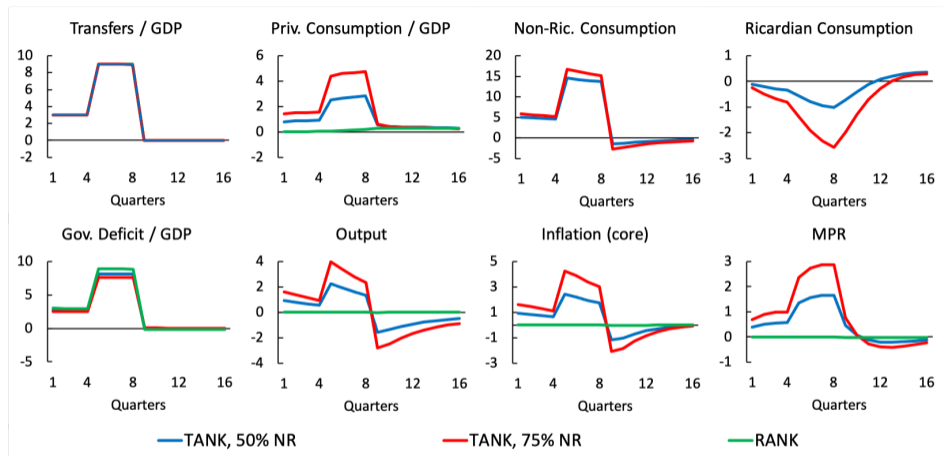 Transfers / GDP
Priv. Consumption / GDP
Non-Ric. Consumption
Ricardian Consumption
10
8
6
4
2
0
-2
1 4 8 12 16
Quarters
6
4
2
0
-2
1 4 8 12 16
Quarters
20
15
10
5
0
-5
1 4 8 12 16
Quarters
1
0
-1
-2
-3
1 4 8 12 16
Quarters
Gov. Deficit / GDP
Output
Inflation (core)
MPR
10
5
0
-5
1 4 8 12 16
Quarters
4
2
0
-2
-4
1 4 8 12 16
Quarters
5
3
1
-1
-3
1 4 8 12 16
Quarters
3
2
1
0
-1
1 4 8 12 16
Quarters
TANK, 50% NR
TANK, 75% NR
RANK